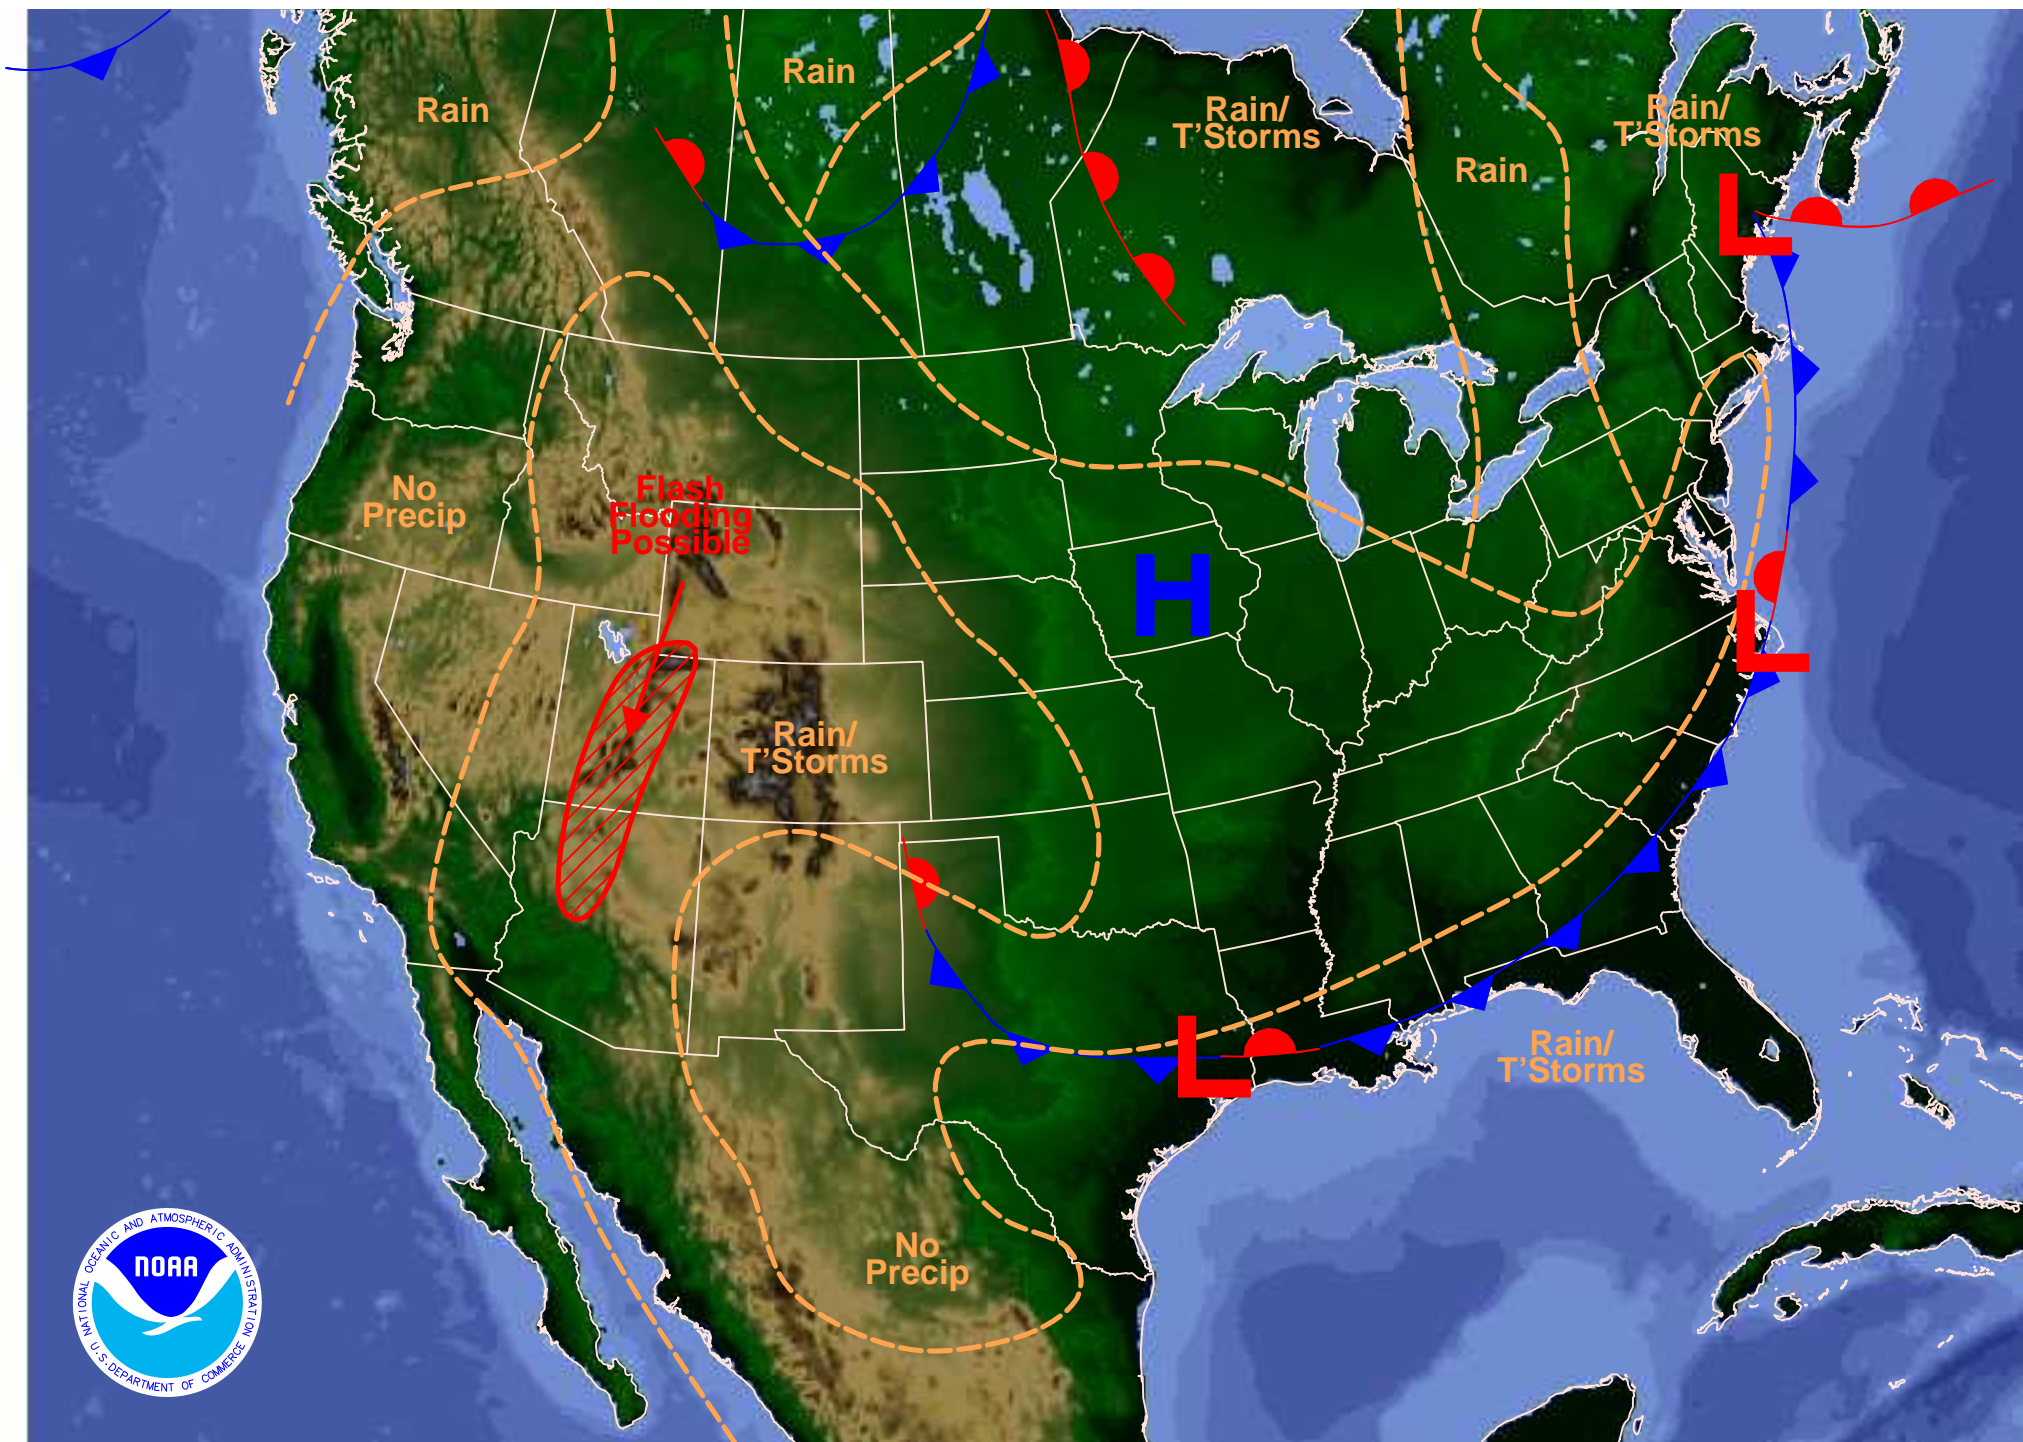 Rain
Rain
Rain/
T'Storms
Rain
Rain/
T'Storms
L
No
Precip
Flash
Flooding
Possible
H
L
Rain/
T'Storms
L
Rain/
T'Storms
No
Precip
NATIONAL OCEANIC AND ATMOSPHERIC ADMINISTRATION
NOAA
U.S. DEPARTMENT OF COMMERCE